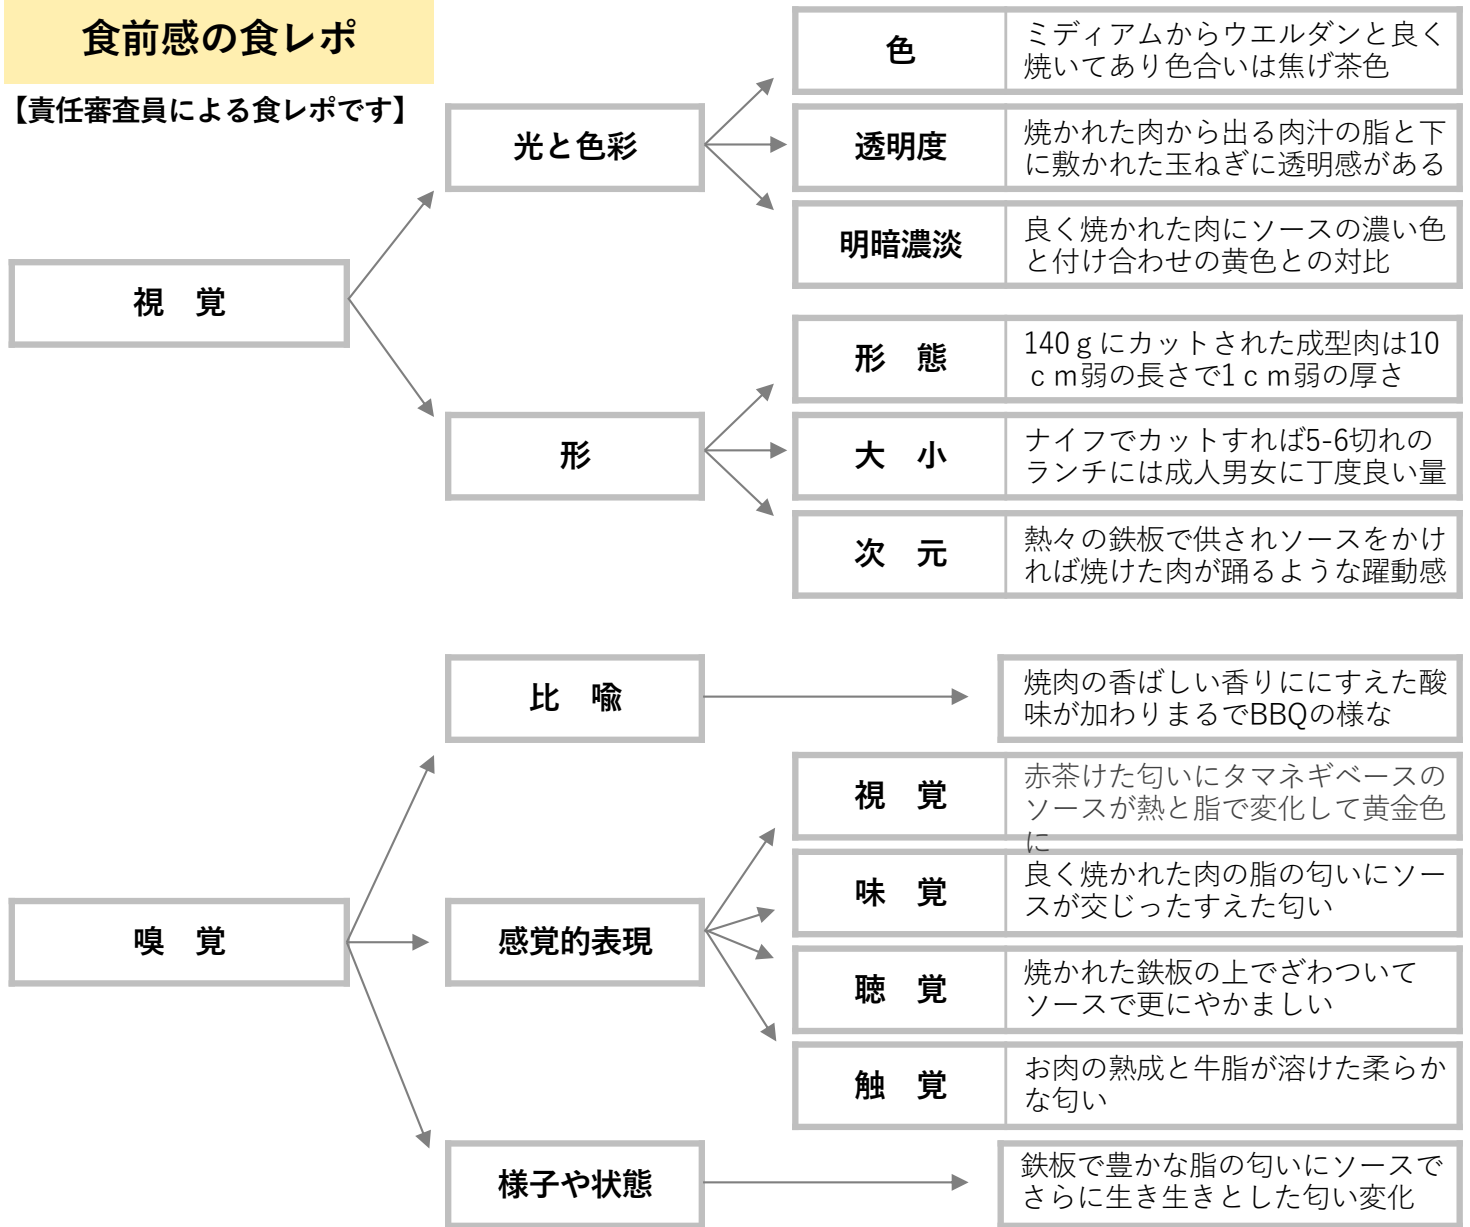 食前感の食レポ
【責任審査員による食レポです】
視　覚
光と色彩
色
ミディアムからウエルダンと良く
焼いてあり色合いは焦げ茶色
透明度
焼かれた肉から出る肉汁の脂と下
に敷かれた玉ねぎに透明感がある
明暗濃淡
良く焼かれた肉にソースの濃い色
と付け合わせの黄色との対比
形
形　態
140ｇにカットされた成型肉は10
ｃｍ弱の長さで1ｃｍ弱の厚さ
大　小
ナイフでカットすれば5-6切れの
ランチには成人男女に丁度良い量
次　元
熱々の鉄板で供されソースをかけ
れば焼けた肉が踊るような躍動感
嗅　覚
比　喩
焼肉の香ばしい香りににすえた酸
味が加わりまるでBBQの様な
感覚的表現
視　覚
赤茶けた匂いにタマネギベースの
ソースが熱と脂で変化して黄金色
に
味　覚
良く焼かれた肉の脂の匂いにソー
スが交じったすえた匂い
聴　覚
焼かれた鉄板の上でざわついて
ソースで更にやかましい
触　覚
お肉の熟成と牛脂が溶けた柔らか
な匂い
様子や状態
鉄板で豊かな脂の匂いにソースで
さらに生き生きとした匂い変化